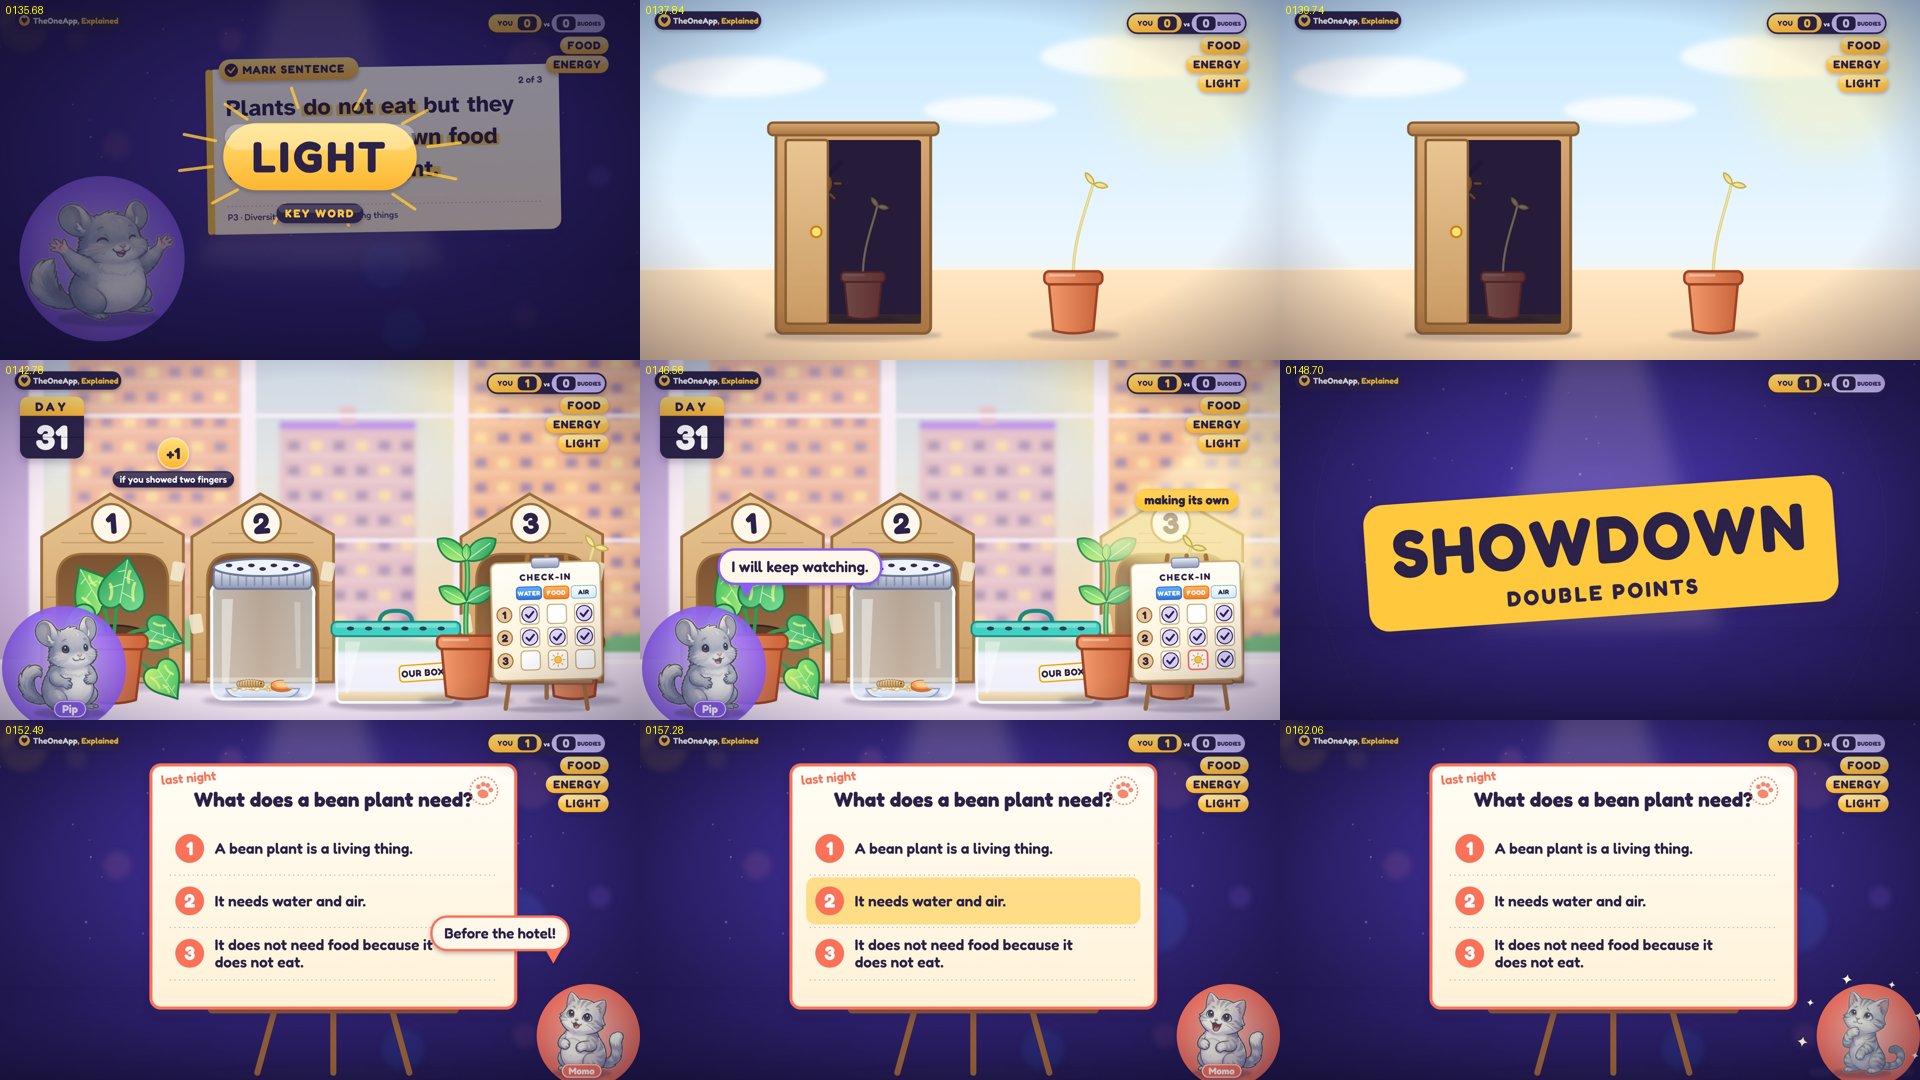 0135.68
TheOneApp, Explained
YOU 0 vs 0 BUDDIES
FOOD
ENERGY
MARK SENTENCE
2 of 3
Plants do not eat but they
wn food
nt.
LIGHT
KEY WORD
P3 · Diversit
ng things
0137.84
TheOneApp, Explained
YOU 0 vs 0 BUDDIES
FOOD
ENERGY
LIGHT
0139.74
TheOneApp, Explained
YOU 0 vs 0 BUDDIES
FOOD
ENERGY
LIGHT
0142.78
TheOneApp, Explained
YOU 1 vs 0 BUDDIES
FOOD
ENERGY
LIGHT
DAY
31
+1
if you showed two fingers
1
2
3
OUR BOX
CHECK-IN
WATER FOOD AIR
1
2
3
Pip
0146.58
TheOneApp, Explained
YOU 1 vs 0 BUDDIES
FOOD
ENERGY
LIGHT
DAY
31
making its own
1
2
3
I will keep watching.
OUR BOX
CHECK-IN
WATER FOOD AIR
1
2
3
Pip
0148.70
TheOneApp, Explained
YOU 1 vs 0 BUDDIES
SHOWDOWN
DOUBLE POINTS
0152.49
TheOneApp, Explained
YOU 1 vs 0 BUDDIES
FOOD
ENERGY
LIGHT
last night
What does a bean plant need?
1 A bean plant is a living thing.
2 It needs water and air.
3 It does not need food because it
does not eat.
Before the hotel!
Momo
0157.28
TheOneApp, Explained
YOU 1 vs 0 BUDDIES
FOOD
ENERGY
LIGHT
last night
What does a bean plant need?
1 A bean plant is a living thing.
2 It needs water and air.
3 It does not need food because it
does not eat.
Momo
0162.06
TheOneApp, Explained
YOU 1 vs 0 BUDDIES
FOOD
ENERGY
LIGHT
last night
What does a bean plant need?
1 A bean plant is a living thing.
2 It needs water and air.
3 It does not need food because it
does not eat.